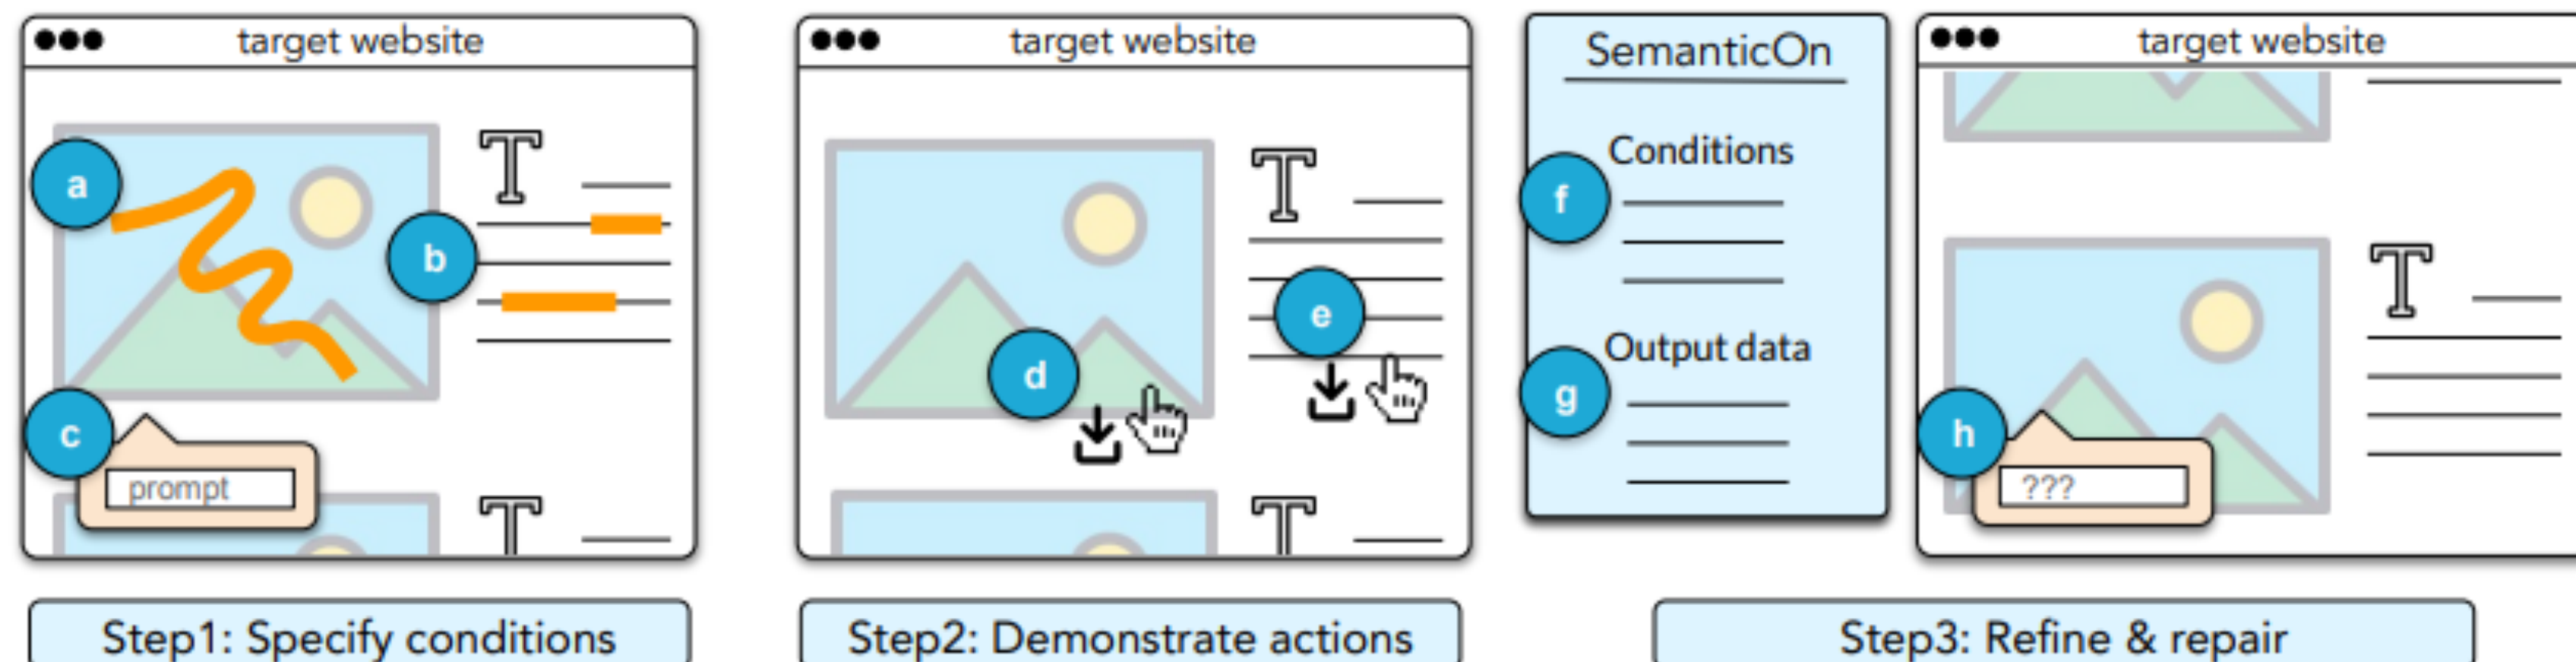 target website
a
T
b
c
prompt
T
Step1: Specify conditions
target website
T
e
d
T
Step2: Demonstrate actions
SemanticOn
Conditions
f
Output data
g
target website
T
h
???
Step3: Refine & repair